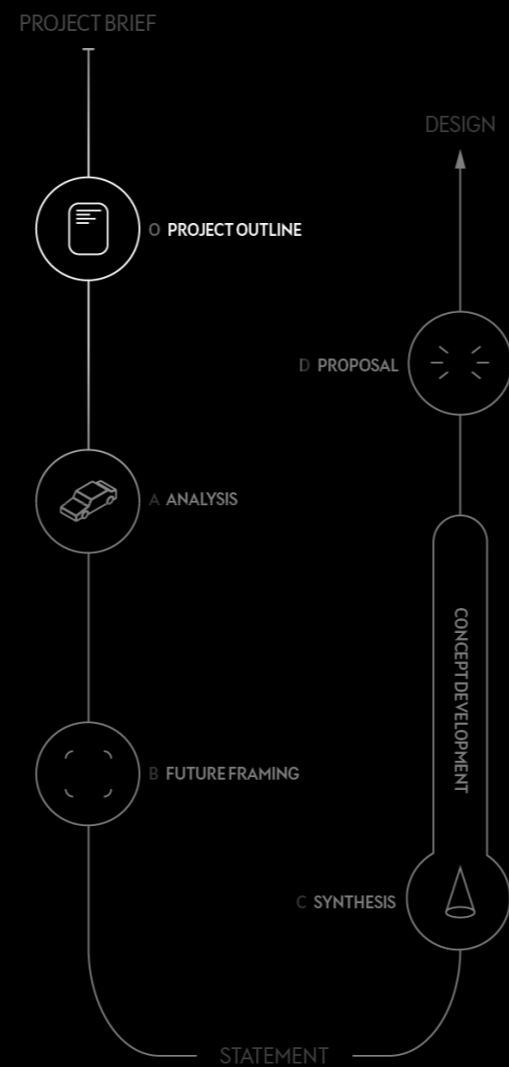 PROJECT BRIEF
O PROJECT OUTLINE
A ANALYSIS
B FUTURE FRAMING
STATEMENT
C SYNTHESIS
CONCEPT DEVELOPMENT
D PROPOSAL
DESIGN